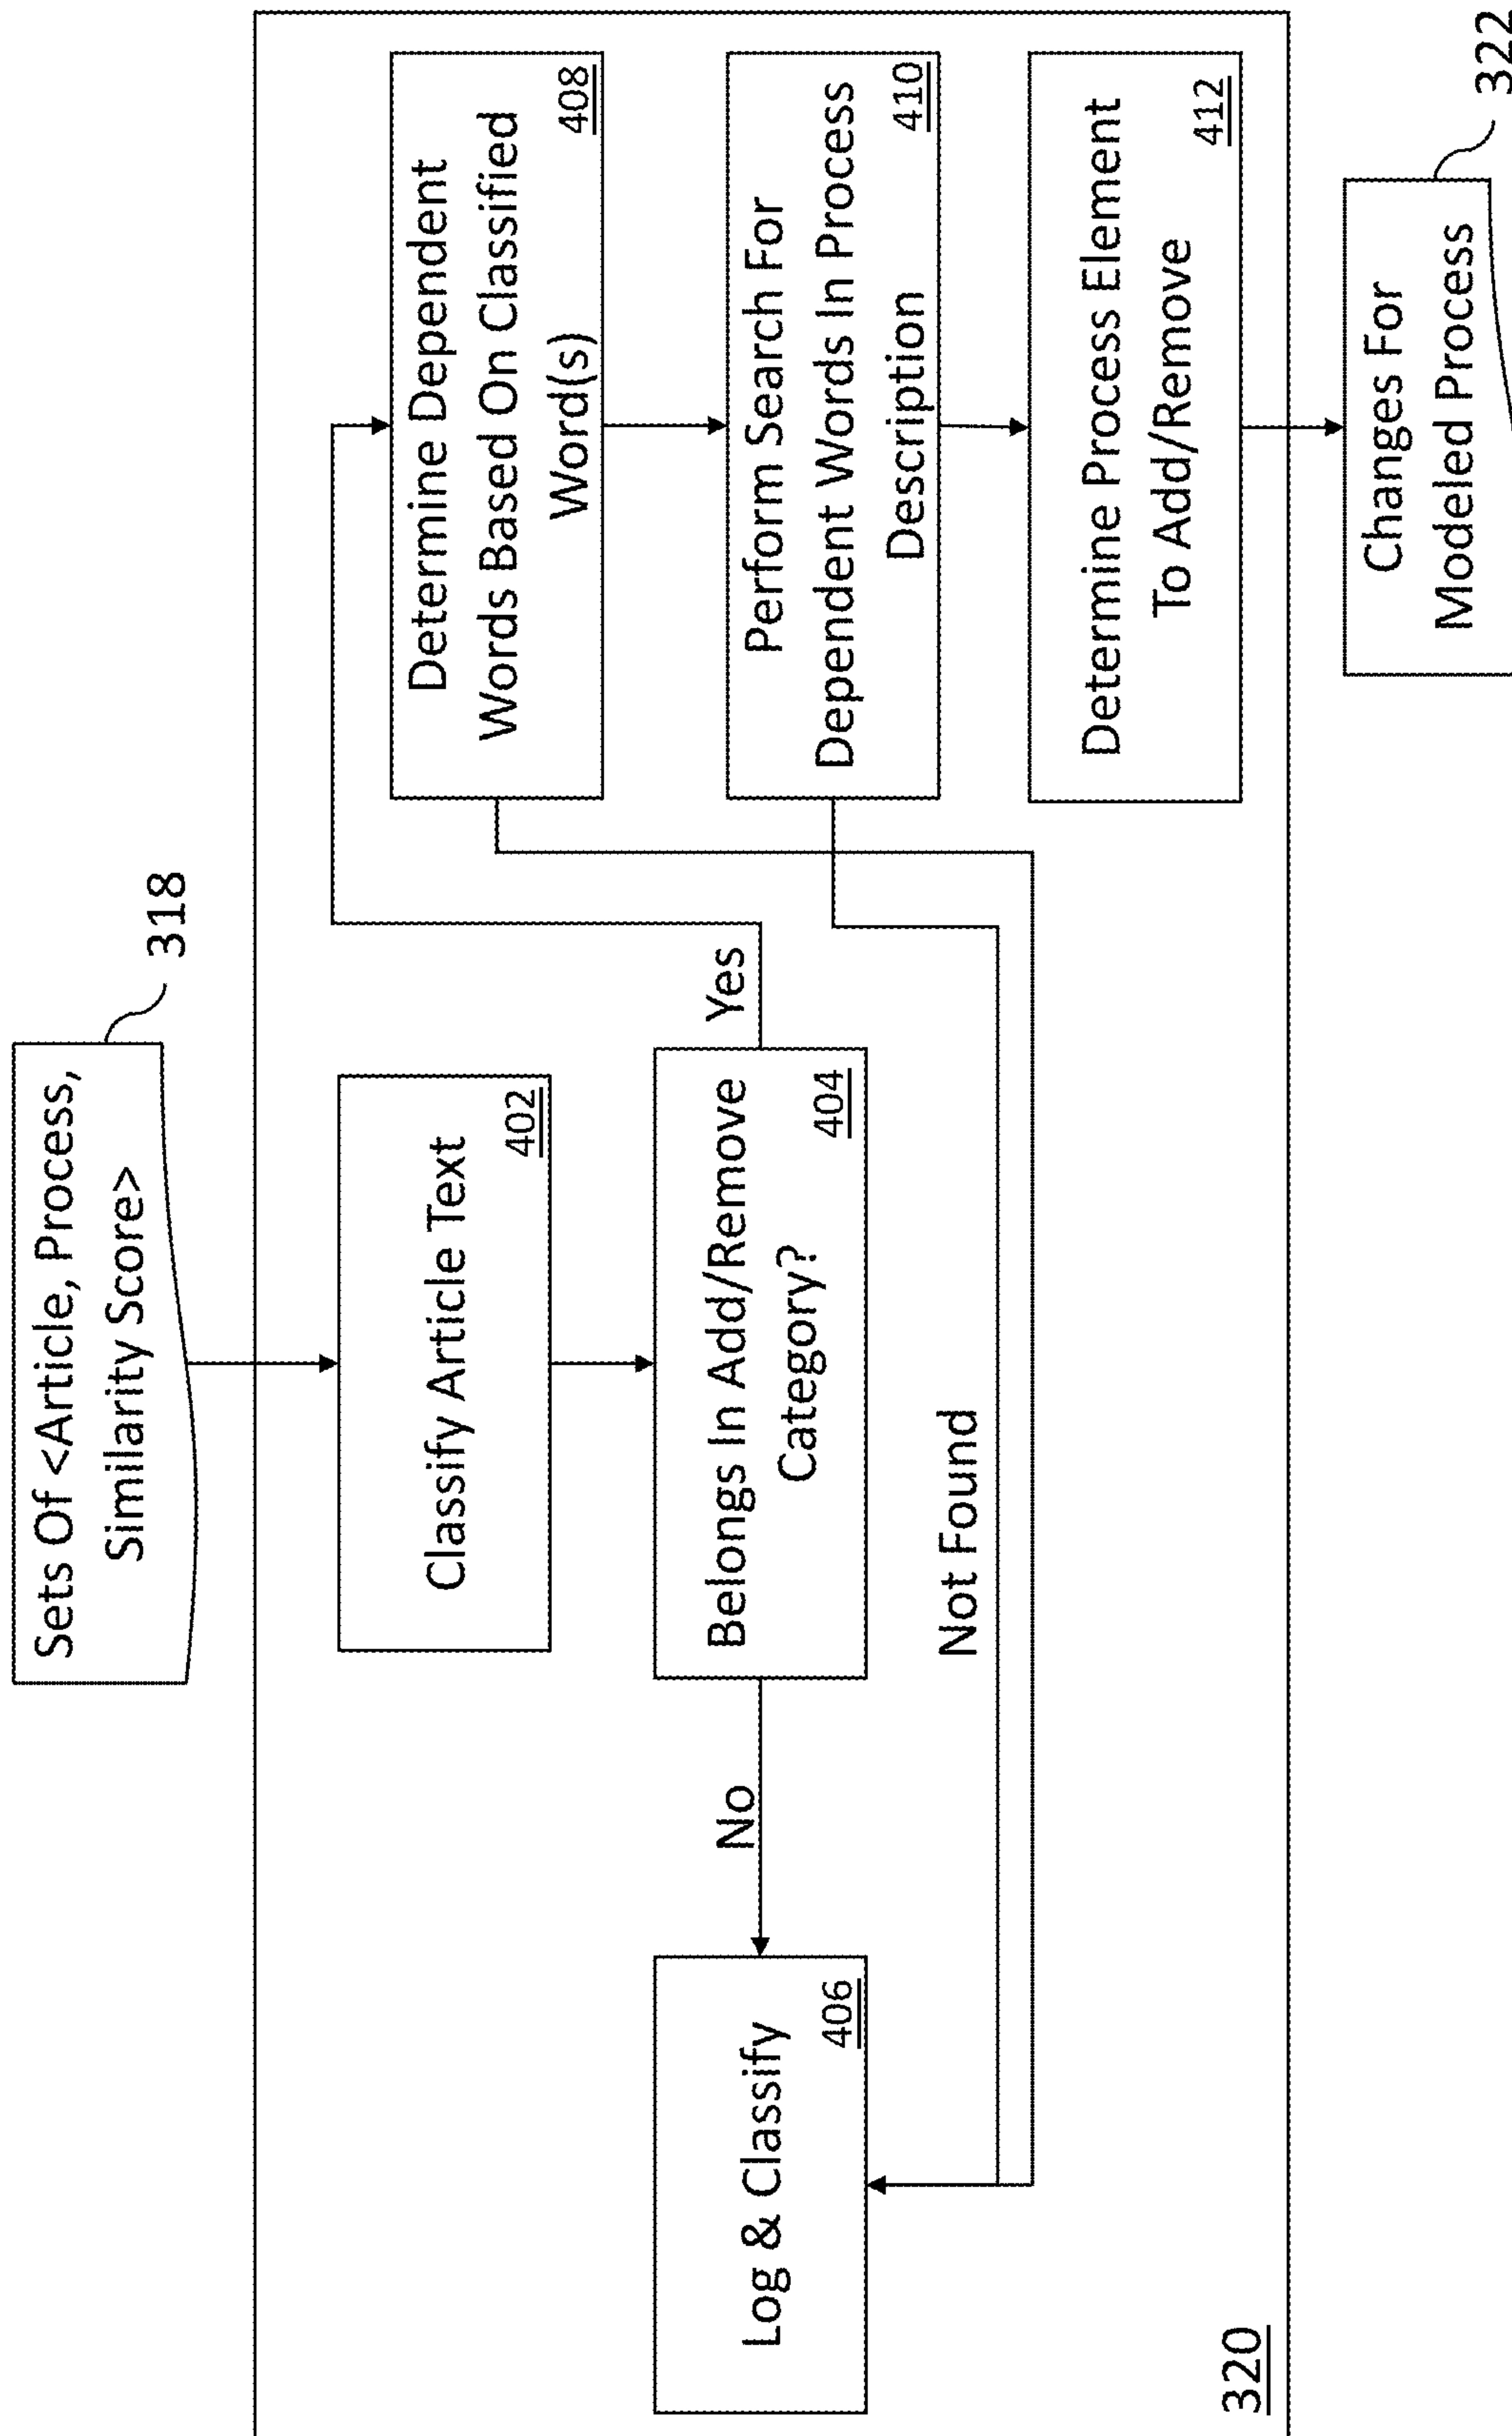 Sets Of <Article, Process,
Similarity Score>
318
Classify Article Text
402
Belongs In Add/Remove
Category?
404
Yes
No
Log & Classify
406
Determine Dependent
Words Based On Classified
Word(s)
408
Perform Search For
Dependent Words In Process
Description
410
Not Found
Determine Process Element
To Add/Remove
412
320
Changes For
Modeled Process
322